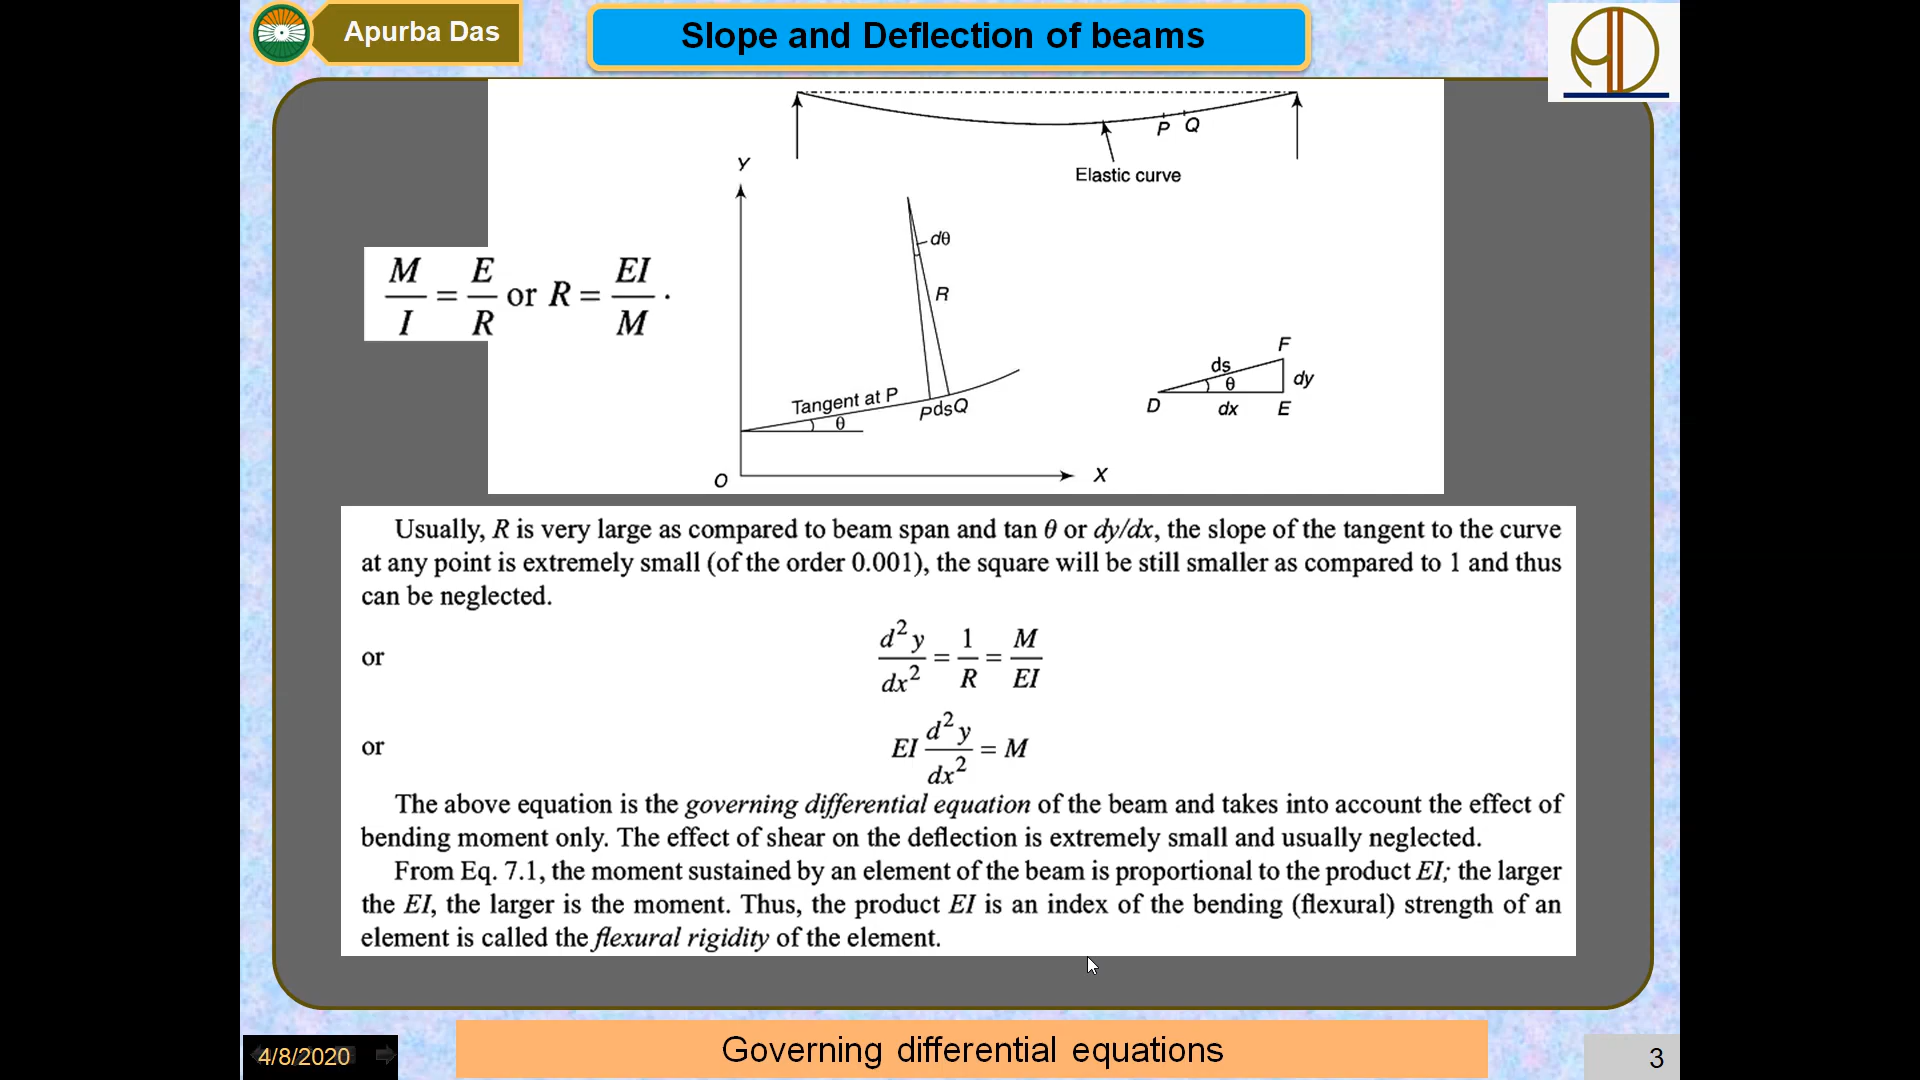 Apurba Das
Slope and Deflection of beams
P Q
Elastic curve
Y
dθ
R
M/I = E/R or R = EI/M .
F
ds
θ
dy
D
dx
E
Tangent at P
θ
PdsQ
O
X
Usually, R is very large as compared to beam span and tan θ or dy/dx, the slope of the tangent to the curve
at any point is extremely small (of the order 0.001), the square will be still smaller as compared to 1 and thus
can be neglected.
or d²y/dx² = 1/R = M/EI
or EI d²y/dx² = M
The above equation is the governing differential equation of the beam and takes into account the effect of
bending moment only. The effect of shear on the deflection is extremely small and usually neglected.
From Eq. 7.1, the moment sustained by an element of the beam is proportional to the product EI; the larger
the EI, the larger is the moment. Thus, the product EI is an index of the bending (flexural) strength of an
element is called the flexural rigidity of the element.
4/8/2020
Governing differential equations
3